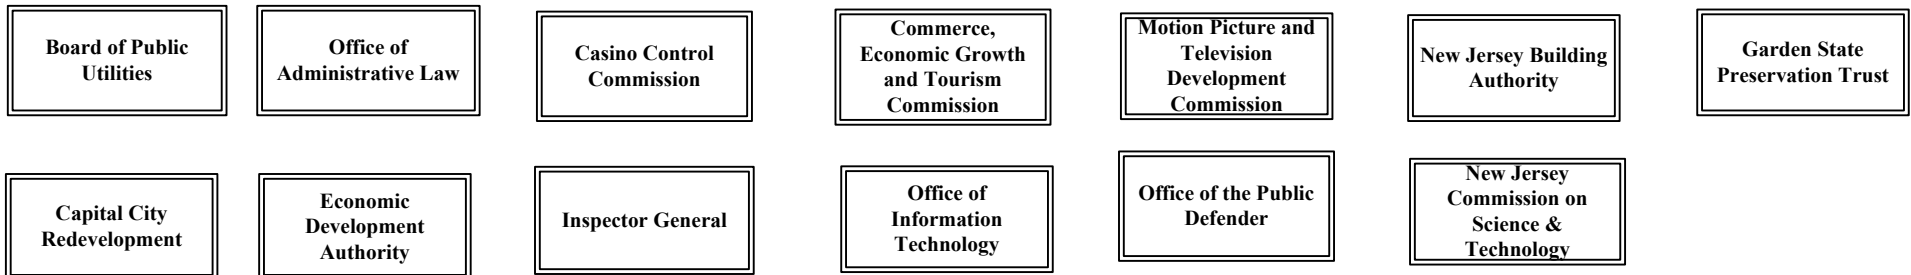 Board of Public
Utilities
Office of
Administrative Law
Casino Control
Commission
Commerce,
Economic Growth
and Tourism
Commission
Motion Picture and
Television
Development
Commission
New Jersey Building
Authority
Garden State
Preservation Trust
Capital City
Redevelopment
Economic
Development
Authority
Inspector General
Office of
Information
Technology
Office of the Public
Defender
New Jersey
Commission on
Science &
Technology